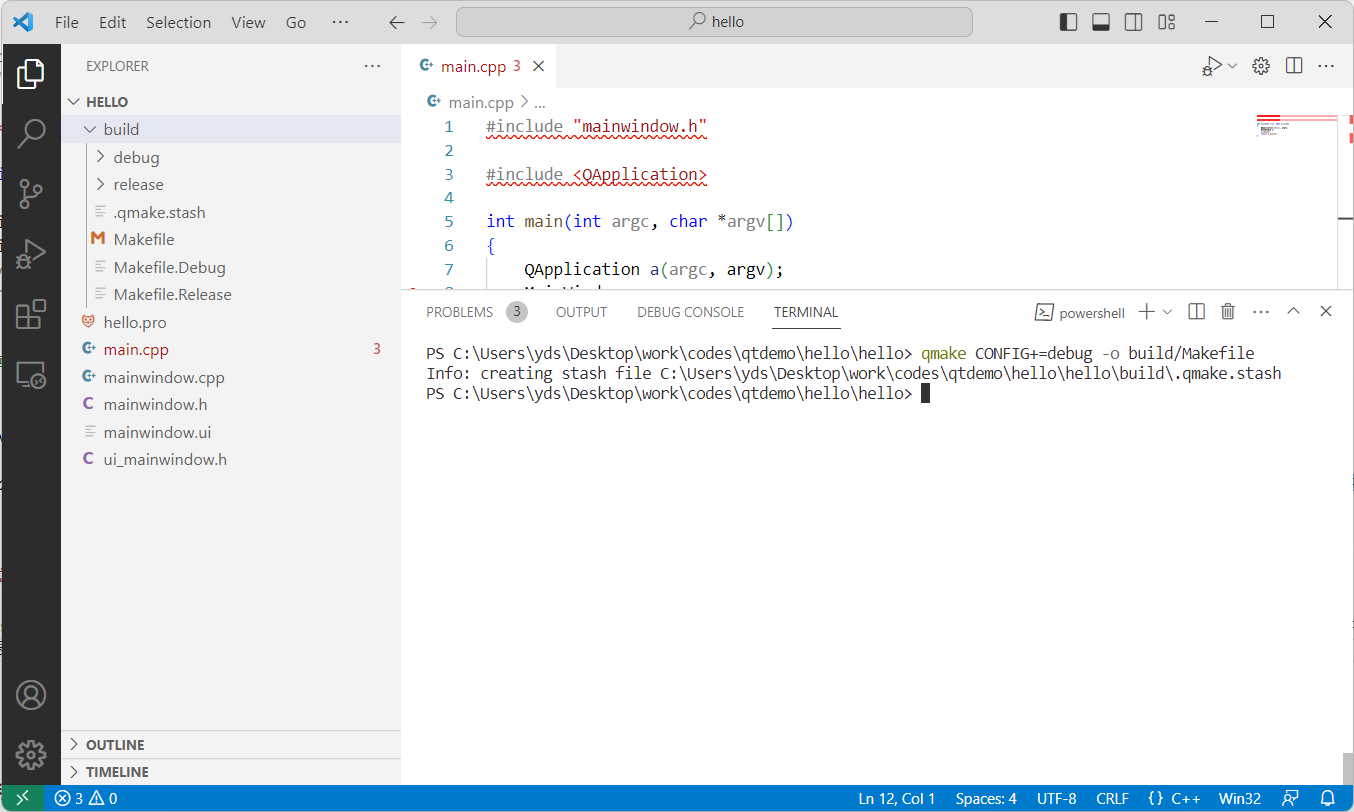 File Edit Selection View Go ··· hello
EXPLORER ···
HELLO
build
debug
release
.qmake.stash
M Makefile
Makefile.Debug
Makefile.Release
hello.pro
main.cpp 3
mainwindow.cpp
C mainwindow.h
mainwindow.ui
C ui_mainwindow.h
OUTLINE
TIMELINE
main.cpp 3
main.cpp > ...
1 #include "mainwindow.h"
2
3 #include <QApplication>
4
5 int main(int argc, char *argv[])
6 {
7 QApplication a(argc, argv);
PROBLEMS 3 OUTPUT DEBUG CONSOLE TERMINAL powershell
PS C:\Users\yds\Desktop\work\codes\qtdemo\hello\hello> qmake CONFIG+=debug -o build/Makefile
Info: creating stash file C:\Users\yds\Desktop\work\codes\qtdemo\hello\hello\build\.qmake.stash
PS C:\Users\yds\Desktop\work\codes\qtdemo\hello\hello>
3 0 Ln 12, Col 1 Spaces: 4 UTF-8 CRLF {} C++ Win32